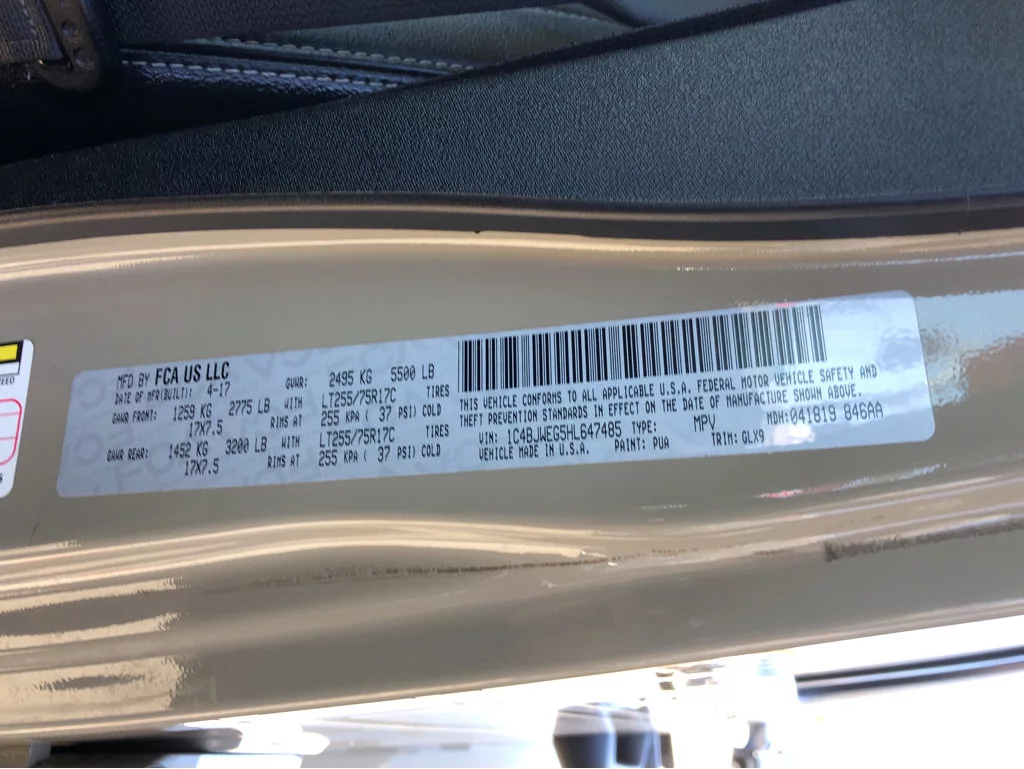 MFD BY FCA US LLC
DATE OF MFR(BUILT): 4-17 GVWR: 2495 KG 5500 LB
GAWR FRONT: 1259 KG 2775 LB WITH LT255/75R17C TIRES
17X7.5 RIMS AT 255 KPA ( 37 PSI) COLD
GAWR REAR: 1452 KG 3200 LB WITH LT255/75R17C TIRES
17X7.5 RIMS AT 255 KPA ( 37 PSI) COLD
THIS VEHICLE CONFORMS TO ALL APPLICABLE U.S.A. FEDERAL MOTOR VEHICLE SAFETY AND
THEFT PREVENTION STANDARDS IN EFFECT ON THE DATE OF MANUFACTURE SHOWN ABOVE.
VIN: 1C4BJWEG5HL647485 TYPE: MPV MDH:041819 846AA
VEHICLE MADE IN U.S.A. PAINT: PUA TRIM: GLX9